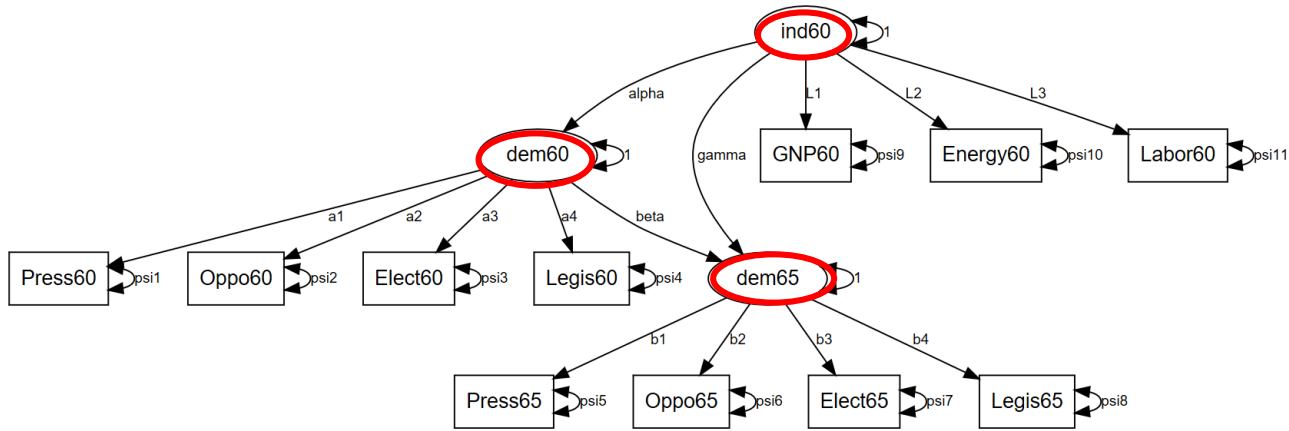 ind60
1
alpha
L1
L2
L3
dem60
1
gamma
GNP60
psi9
Energy60
psi10
Labor60
psi11
a1
a2
a3
a4
beta
Press60
psi1
Oppo60
psi2
Elect60
psi3
Legis60
psi4
dem65
1
b1
b2
b3
b4
Press65
psi5
Oppo65
psi6
Elect65
psi7
Legis65
psi8